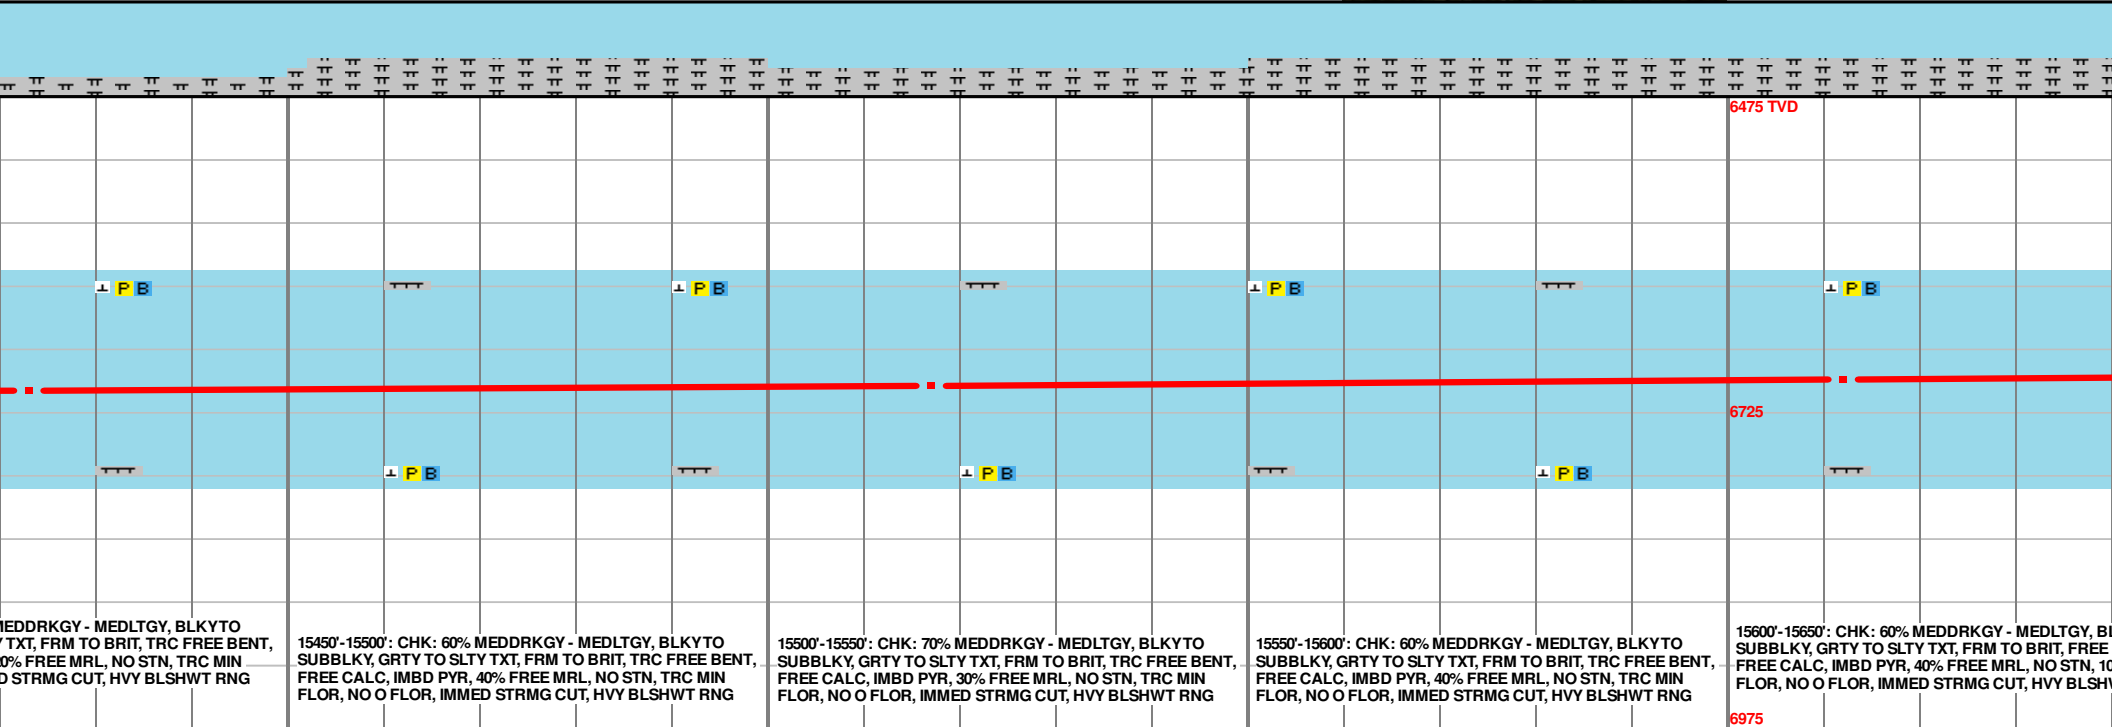 6475 TVD
⊥ P B
⊥ P B
⊥ P B
⊥ P B
6725
⊥ P B
⊥ P B
⊥ P B
MEDDRKGY - MEDLTGY, BLKYTO
TXT, FRM TO BRIT, TRC FREE BENT,
0% FREE MRL, NO STN, TRC MIN
STRMG CUT, HVY BLSHWT RNG
15450'-15500': CHK: 60% MEDDRKGY - MEDLTGY, BLKYTO
SUBBLKY, GRTY TO SLTY TXT, FRM TO BRIT, TRC FREE BENT,
FREE CALC, IMBD PYR, 40% FREE MRL, NO STN, TRC MIN
FLOR, NO O FLOR, IMMED STRMG CUT, HVY BLSHWT RNG
15500'-15550': CHK: 70% MEDDRKGY - MEDLTGY, BLKYTO
SUBBLKY, GRTY TO SLTY TXT, FRM TO BRIT, TRC FREE BENT,
FREE CALC, IMBD PYR, 30% FREE MRL, NO STN, TRC MIN
FLOR, NO O FLOR, IMMED STRMG CUT, HVY BLSHWT RNG
15550'-15600': CHK: 60% MEDDRKGY - MEDLTGY, BLKYTO
SUBBLKY, GRTY TO SLTY TXT, FRM TO BRIT, TRC FREE BENT,
FREE CALC, IMBD PYR, 40% FREE MRL, NO STN, TRC MIN
FLOR, NO O FLOR, IMMED STRMG CUT, HVY BLSHWT RNG
15600'-15650': CHK: 60% MEDDRKGY - MEDLTGY, BL
SUBBLKY, GRTY TO SLTY TXT, FRM TO BRIT, FREE
FREE CALC, IMBD PYR, 40% FREE MRL, NO STN, 10
FLOR, NO O FLOR, IMMED STRMG CUT, HVY BLSH
6975